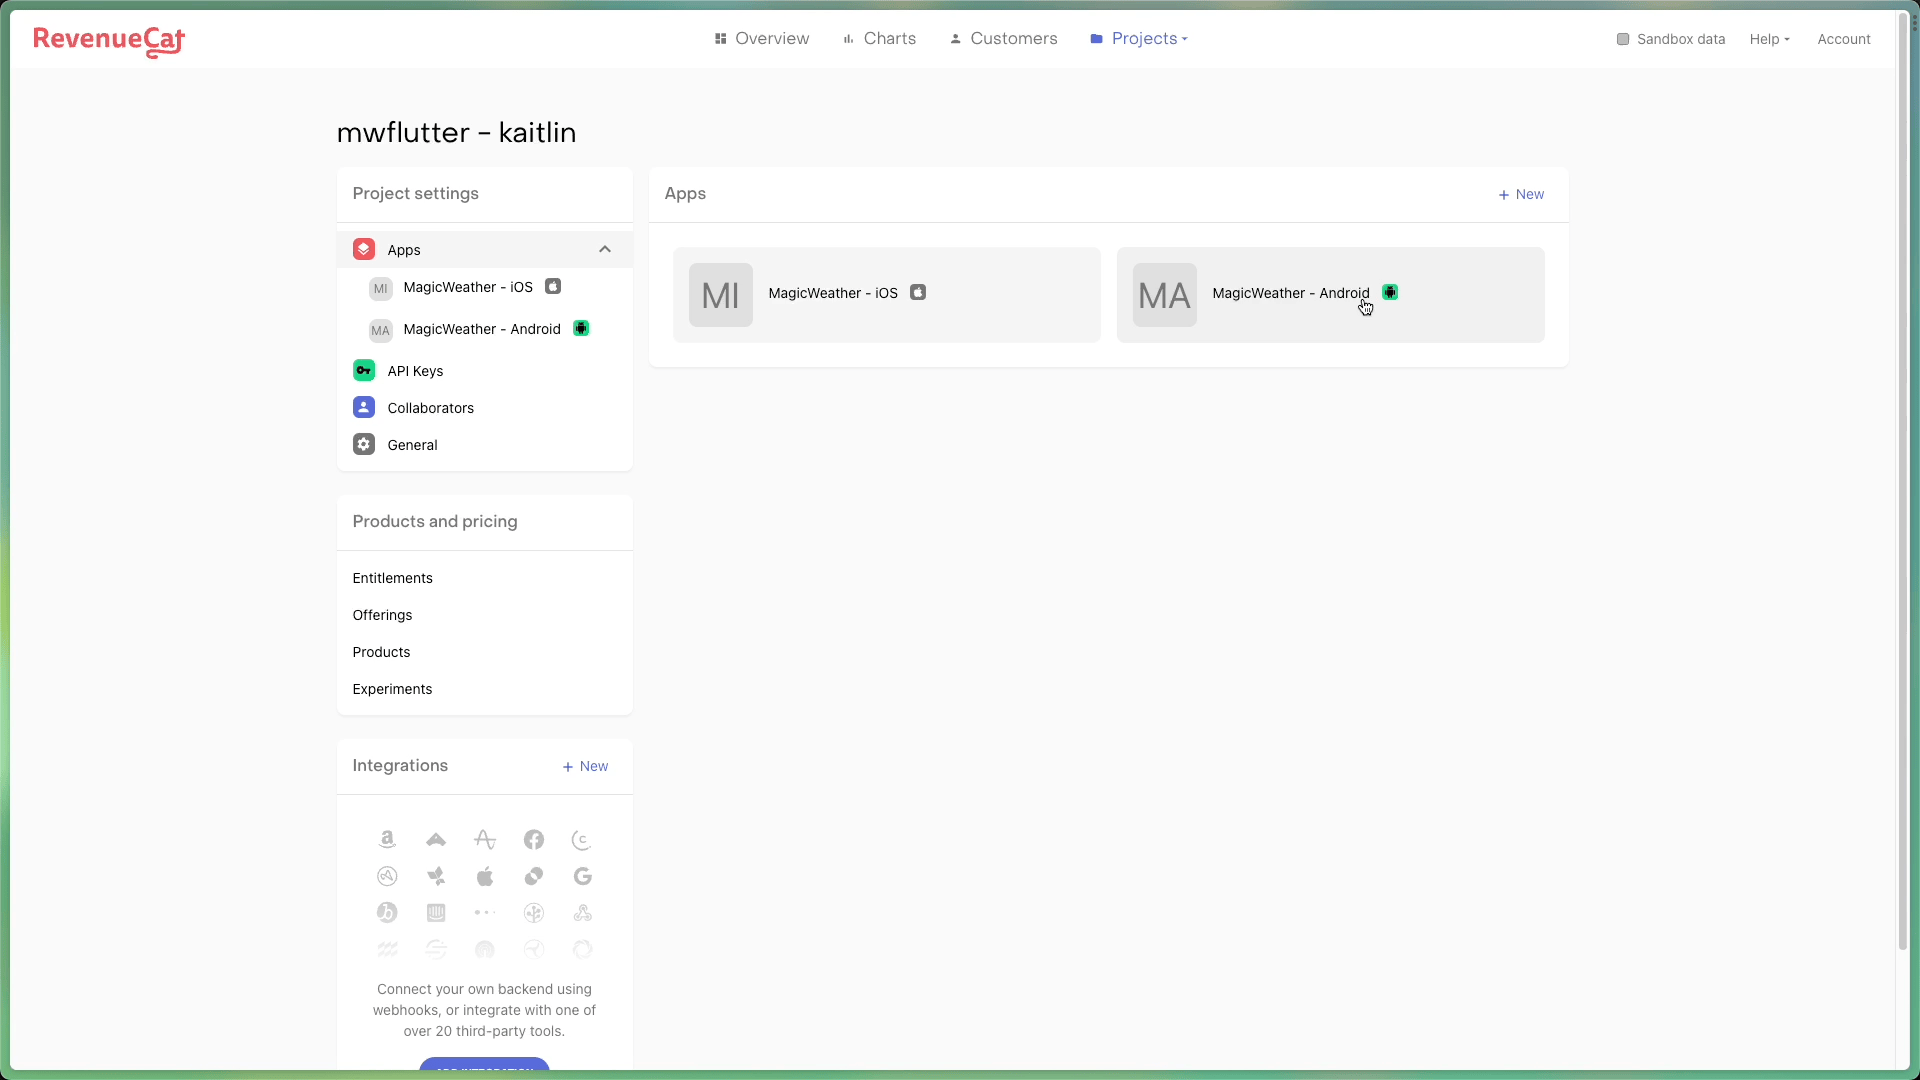 RevenueCat
Overview
Charts
Customers
Projects
Sandbox data
Help
Account
mwflutter – kaitlin
Project settings
Apps
MI
MagicWeather - iOS
MA
MagicWeather - Android
API Keys
Collaborators
General
Products and pricing
Entitlements
Offerings
Products
Experiments
Integrations
+ New
Connect your own backend using
webhooks, or integrate with one of
over 20 third-party tools.
Apps
+ New
MI
MagicWeather - iOS
MA
MagicWeather - Android